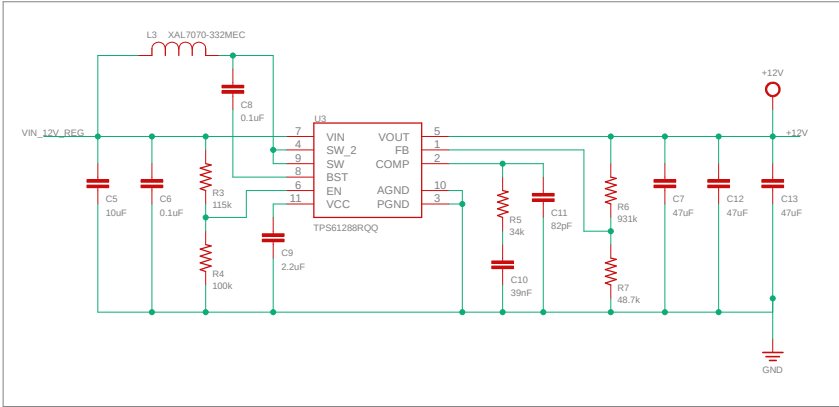 L3 XAL7070-332MEC
+12V
C8
0.1uF
U3
VIN_12V_REG
7 VIN VOUT 5
+12V
4 SW_2 FB 1
9 SW COMP 2
8 BST
6 EN AGND 10
11 VCC PGND 3
TPS61288RQQ
C5
10uF
C6
0.1uF
R3
115k
R4
100k
C9
2.2uF
R5
34k
C10
39nF
C11
82pF
R6
931k
R7
48.7k
C7
47uF
C12
47uF
C13
47uF
GND